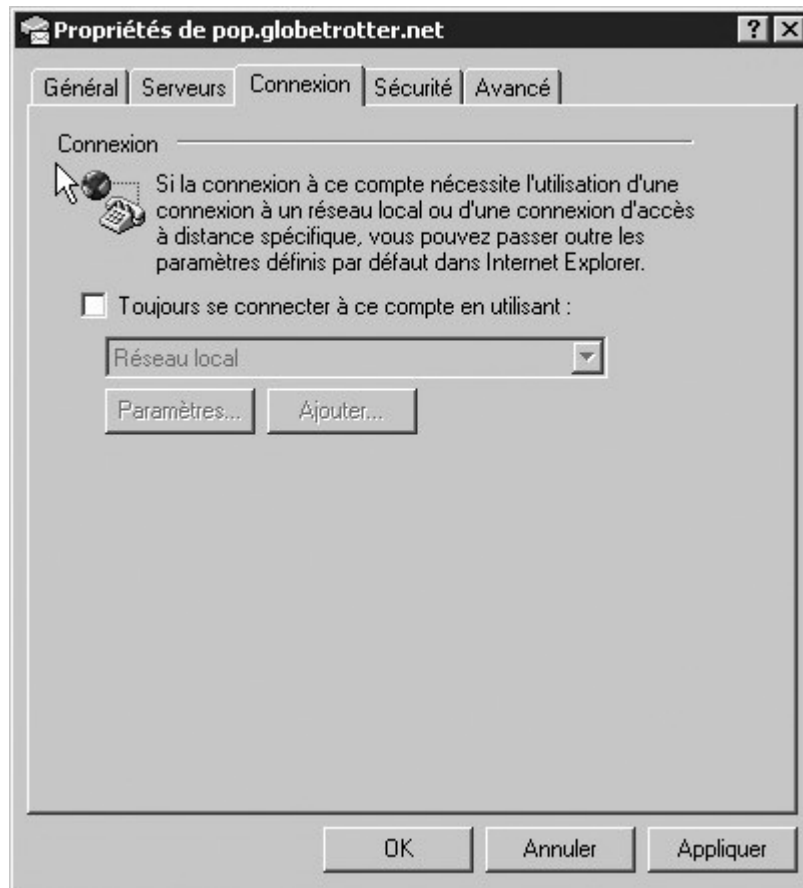 Propriétés de pop.globetrotter.net
Général Serveurs Connexion Sécurité Avancé
Connexion
Si la connexion à ce compte nécessite l'utilisation d'une
connexion à un réseau local ou d'une connexion d'accès
à distance spécifique, vous pouvez passer outre les
paramètres définis par défaut dans Internet Explorer.
Toujours se connecter à ce compte en utilisant :
Réseau local
Paramètres... Ajouter...
OK Annuler Appliquer